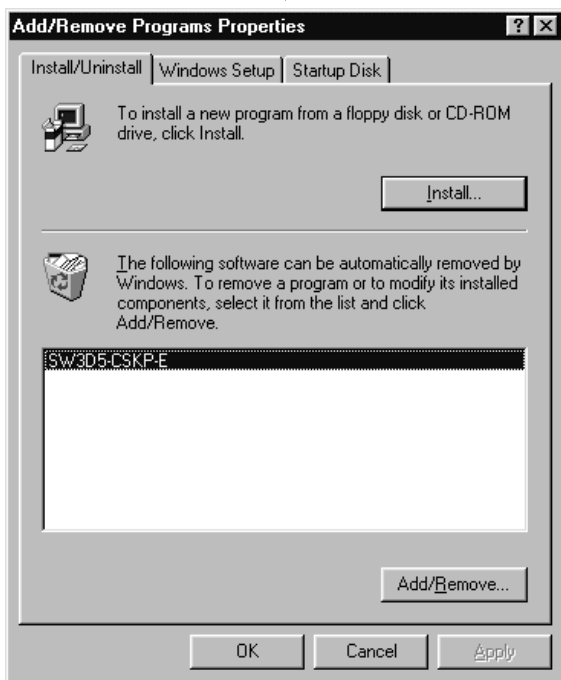 Add/Remove Programs Properties
Install/Uninstall Windows Setup Startup Disk
To install a new program from a floppy disk or CD-ROM
drive, click Install.
Install...
The following software can be automatically removed by
Windows. To remove a program or to modify its installed
components, select it from the list and click
Add/Remove.
SW3D5-CSKP-E
Add/Remove...
OK Cancel Apply